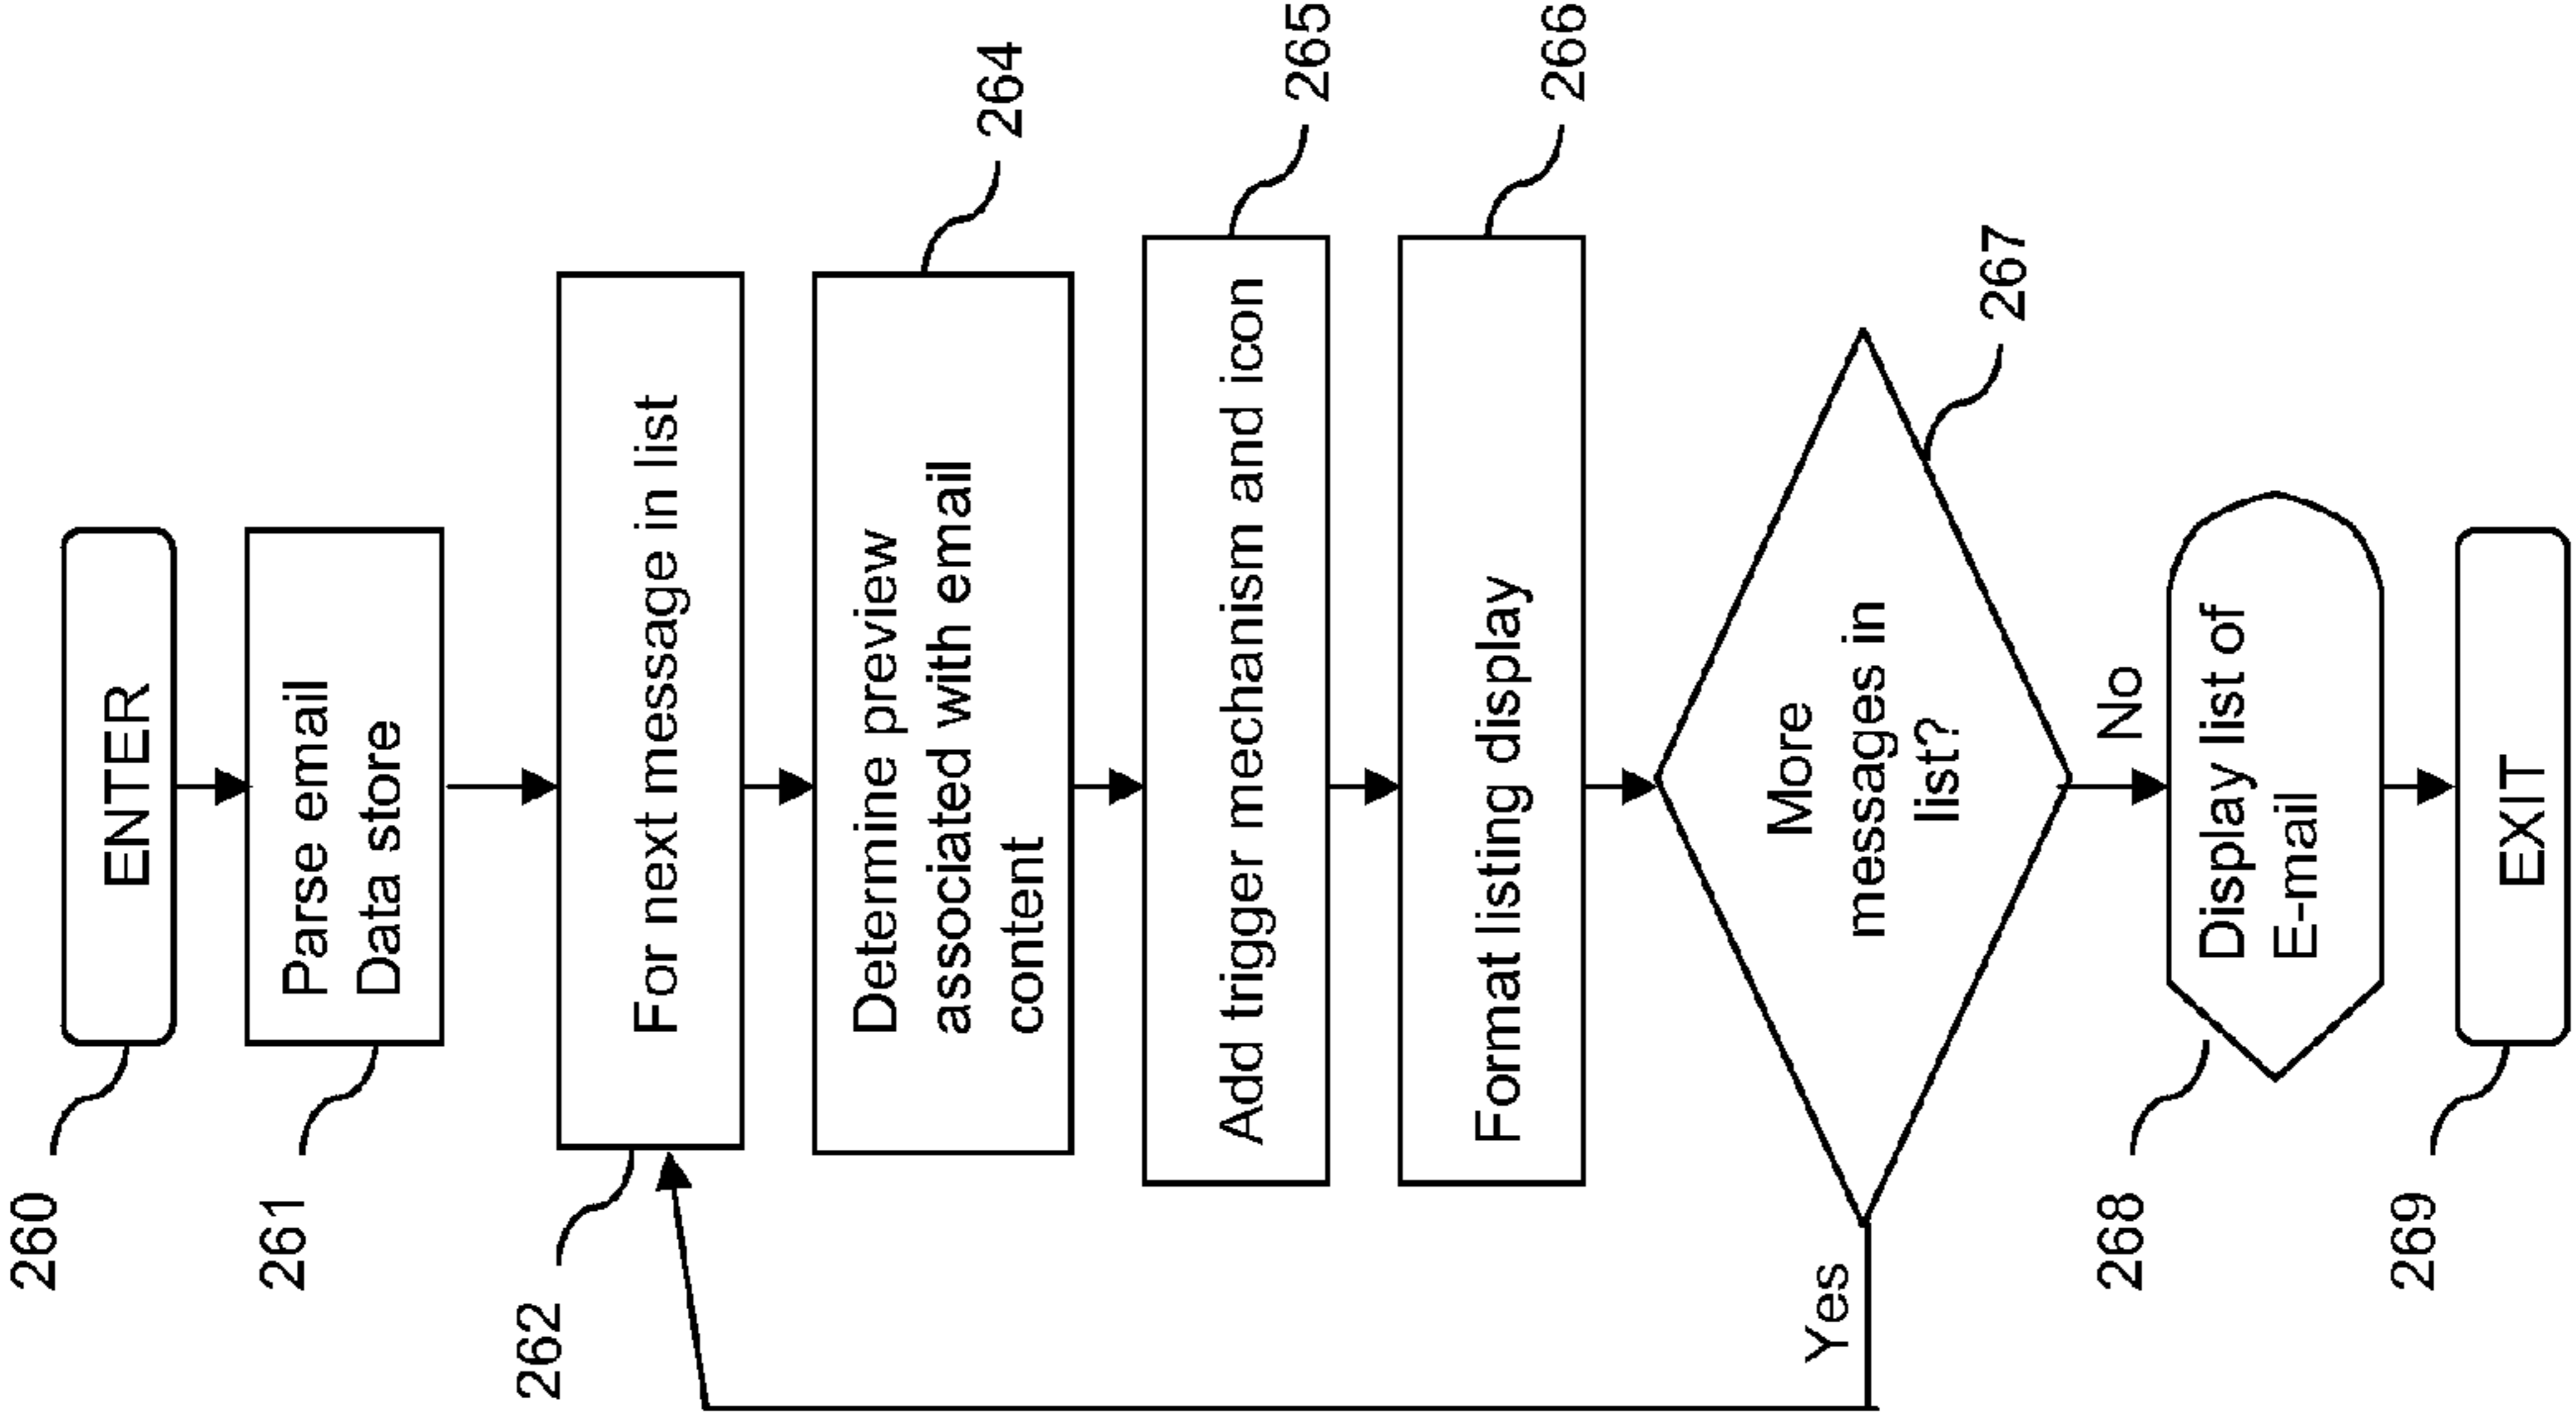 260
ENTER
261
Parse email
Data store
262
For next message in list
264
Determine preview
associated with email
content
265
Add trigger mechanism and icon
266
Format listing display
267
More
messages in
list?
Yes
No
268
Display list of
E-mail
269
EXIT